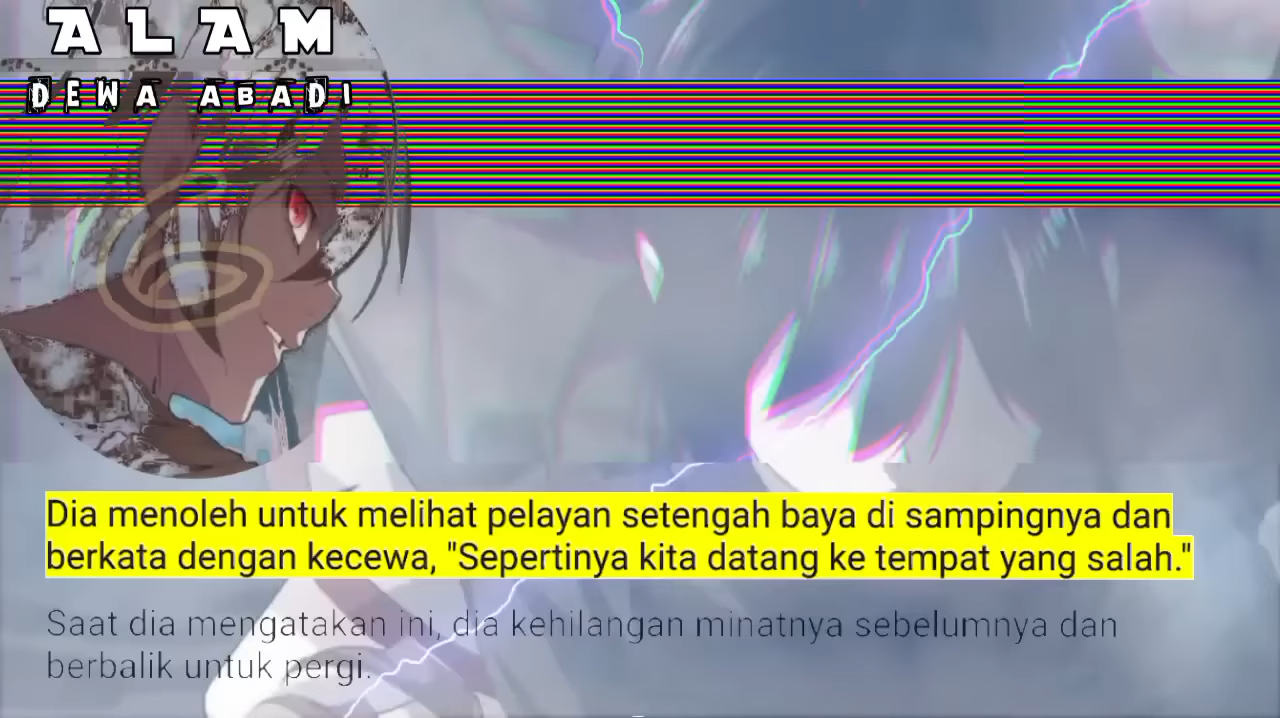 ALAM
DEWA ABADI
Dia menoleh untuk melihat pelayan setengah baya di sampingnya dan
berkata dengan kecewa, "Sepertinya kita datang ke tempat yang salah."
Saat dia mengatakan ini, dia kehilangan minatnya sebelumnya dan
berbalik untuk pergi.